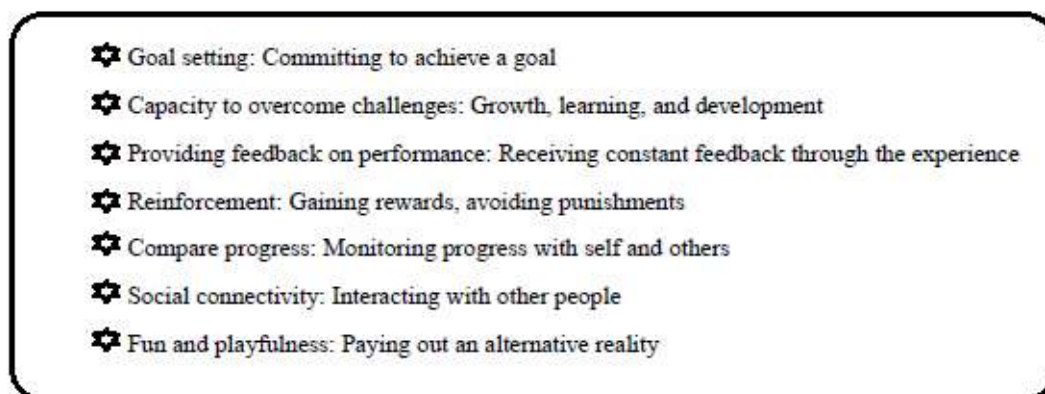 Goal setting: Committing to achieve a goal
Capacity to overcome challenges: Growth, learning, and development
Providing feedback on performance: Receiving constant feedback through the experience
Reinforcement: Gaining rewards, avoiding punishments
Compare progress: Monitoring progress with self and others
Social connectivity: Interacting with other people
Fun and playfulness: Paying out an alternative reality